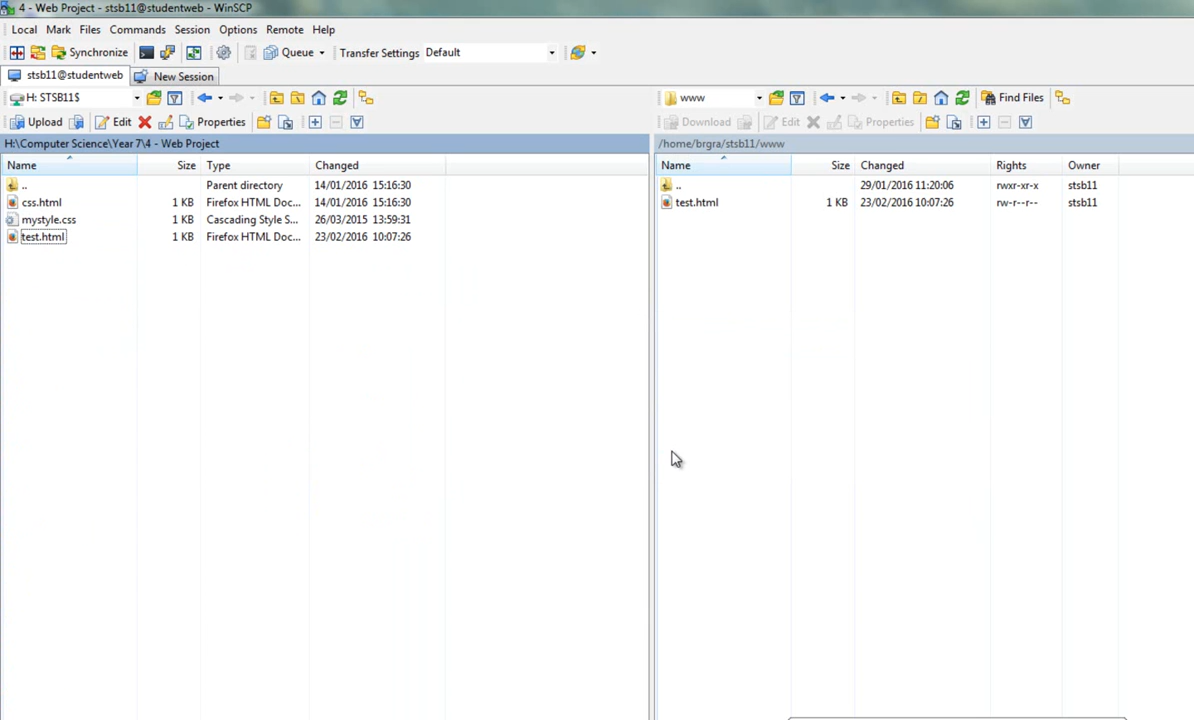 4 - Web Project - stsb11@studentweb - WinSCP
Local Mark Files Commands Session Options Remote Help
Synchronize Queue Transfer Settings Default
stsb11@studentweb New Session
H: STSB11$ www Find Files
Upload Edit Properties Download Edit Properties
H:\Computer Science\Year 7\4 - Web Project /home/brgra/stsb11/www
Name Size Type Changed Name Size Changed Rights Owner
.. Parent directory 14/01/2016 15:16:30 .. 29/01/2016 11:20:06 rwxr-xr-x stsb11
css.html 1 KB Firefox HTML Doc... 14/01/2016 15:16:30 test.html 1 KB 23/02/2016 10:07:26 rw-r--r-- stsb11
mystyle.css 1 KB Cascading Style S... 26/03/2015 13:59:31
test.html 1 KB Firefox HTML Doc... 23/02/2016 10:07:26